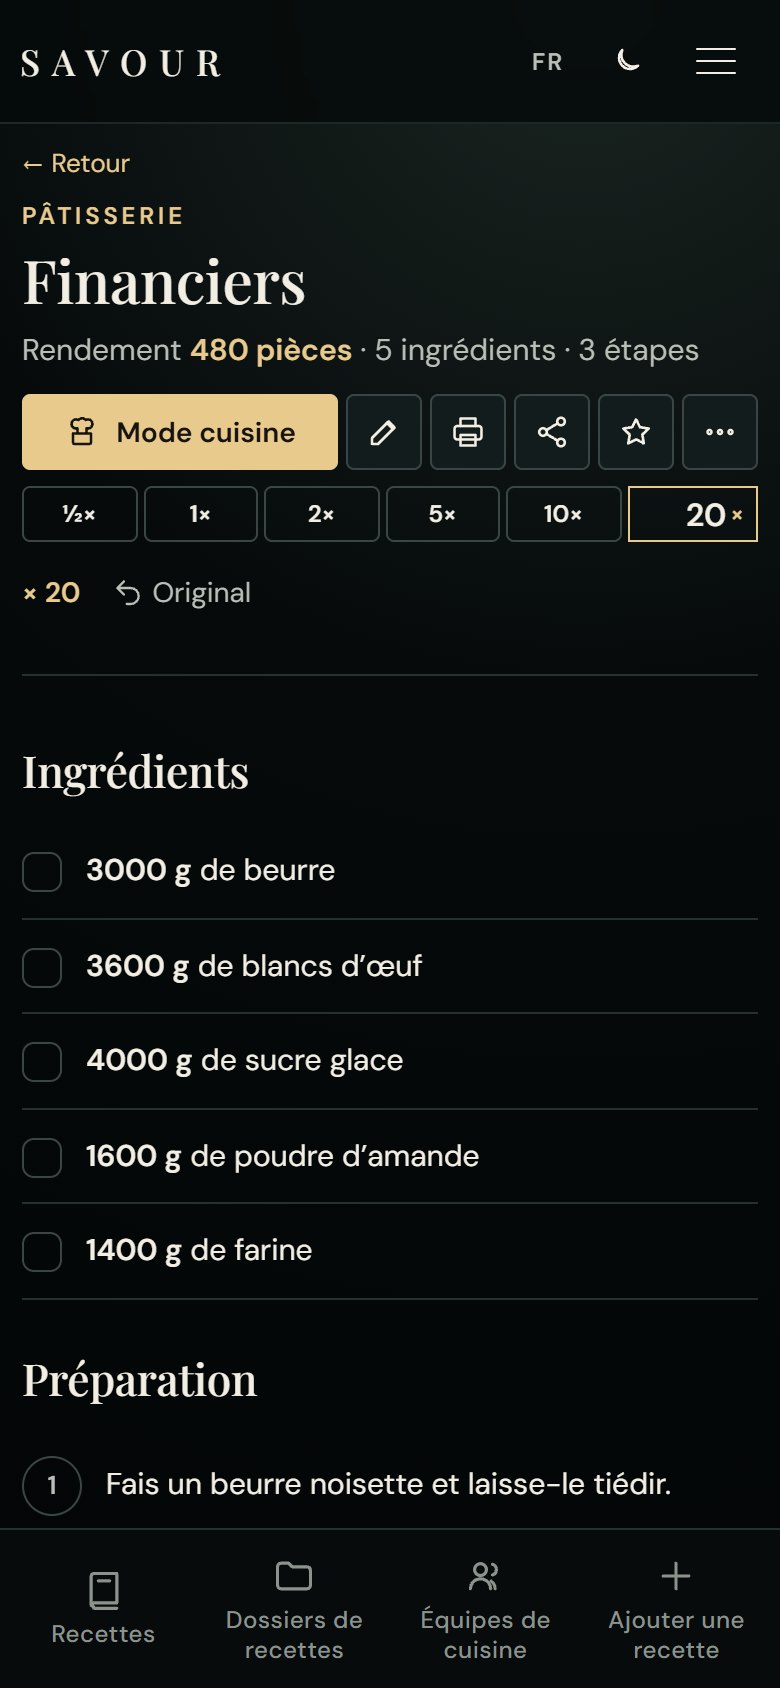 SAVOUR FR
← Retour
PÂTISSERIE
Financiers
Rendement 480 pièces · 5 ingrédients · 3 étapes
Mode cuisine
½× 1× 2× 5× 10× 20 ×
× 20 Original
Ingrédients
3000 g de beurre
3600 g de blancs d’œuf
4000 g de sucre glace
1600 g de poudre d’amande
1400 g de farine
Préparation
1 Fais un beurre noisette et laisse-le tiédir.
Recettes
Dossiers de
recettes
Équipes de
cuisine
Ajouter une
recette